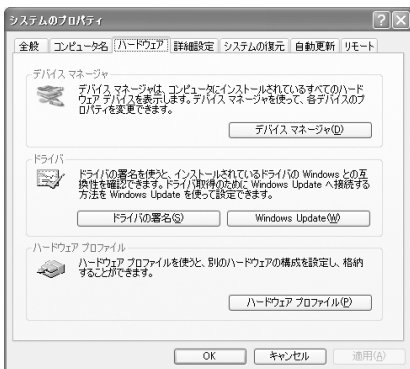 システムのプロパティ
全般 コンピュータ名 ハードウェア 詳細設定 システムの復元 自動更新 リモート
デバイス マネージャ
デバイス マネージャは、コンピュータにインストールされているすべてのハード
ウェア デバイスを表示します。デバイス マネージャを使って、各デバイスのプ
ロパティを変更できます。
デバイス マネージャ(D)
ドライバ
ドライバの署名を使うと、インストールされているドライバの Windows との互
換性を確認できます。ドライバ取得のために Windows Update へ接続する
方法を Windows Update を使って設定できます。
ドライバの署名(S) Windows Update(W)
ハードウェア プロファイル
ハードウェア プロファイルを使うと、別のハードウェアの構成を設定し、格納
することができます。
ハードウェア プロファイル(P)
OK キャンセル 適用(A)